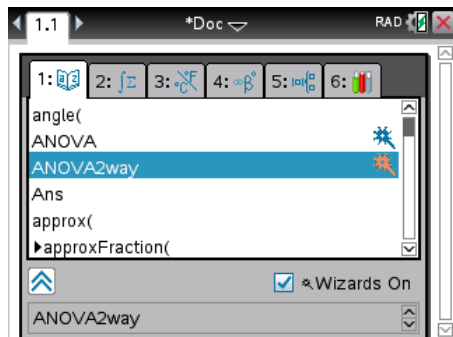 1.1 *Doc RAD
1: 2: ∫Σ 3: °F 4: ∞β° 5: 6:
angle(
ANOVA
ANOVA2way
Ans
approx(
▶approxFraction(
Wizards On
ANOVA2way